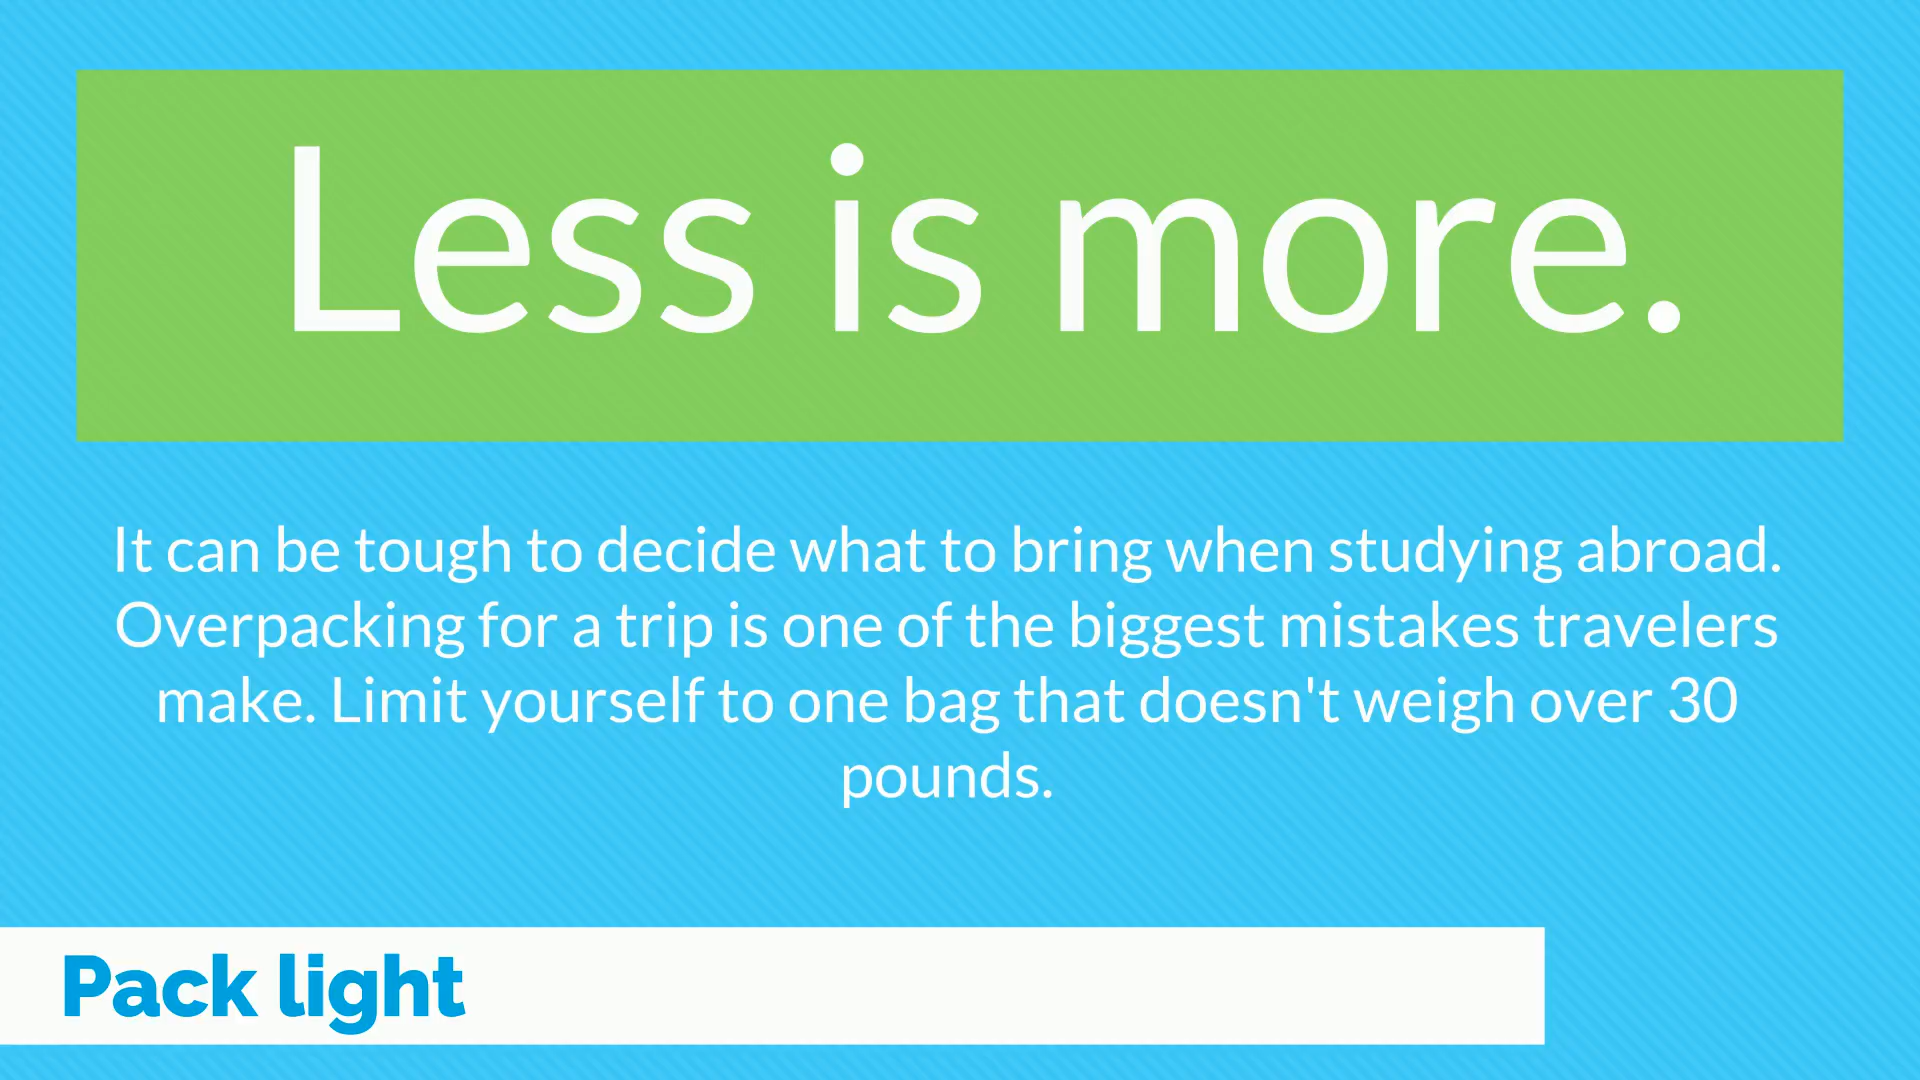 Less is more.
It can be tough to decide what to bring when studying abroad.
Overpacking for a trip is one of the biggest mistakes travelers
make. Limit yourself to one bag that doesn't weigh over 30
pounds.
Pack light